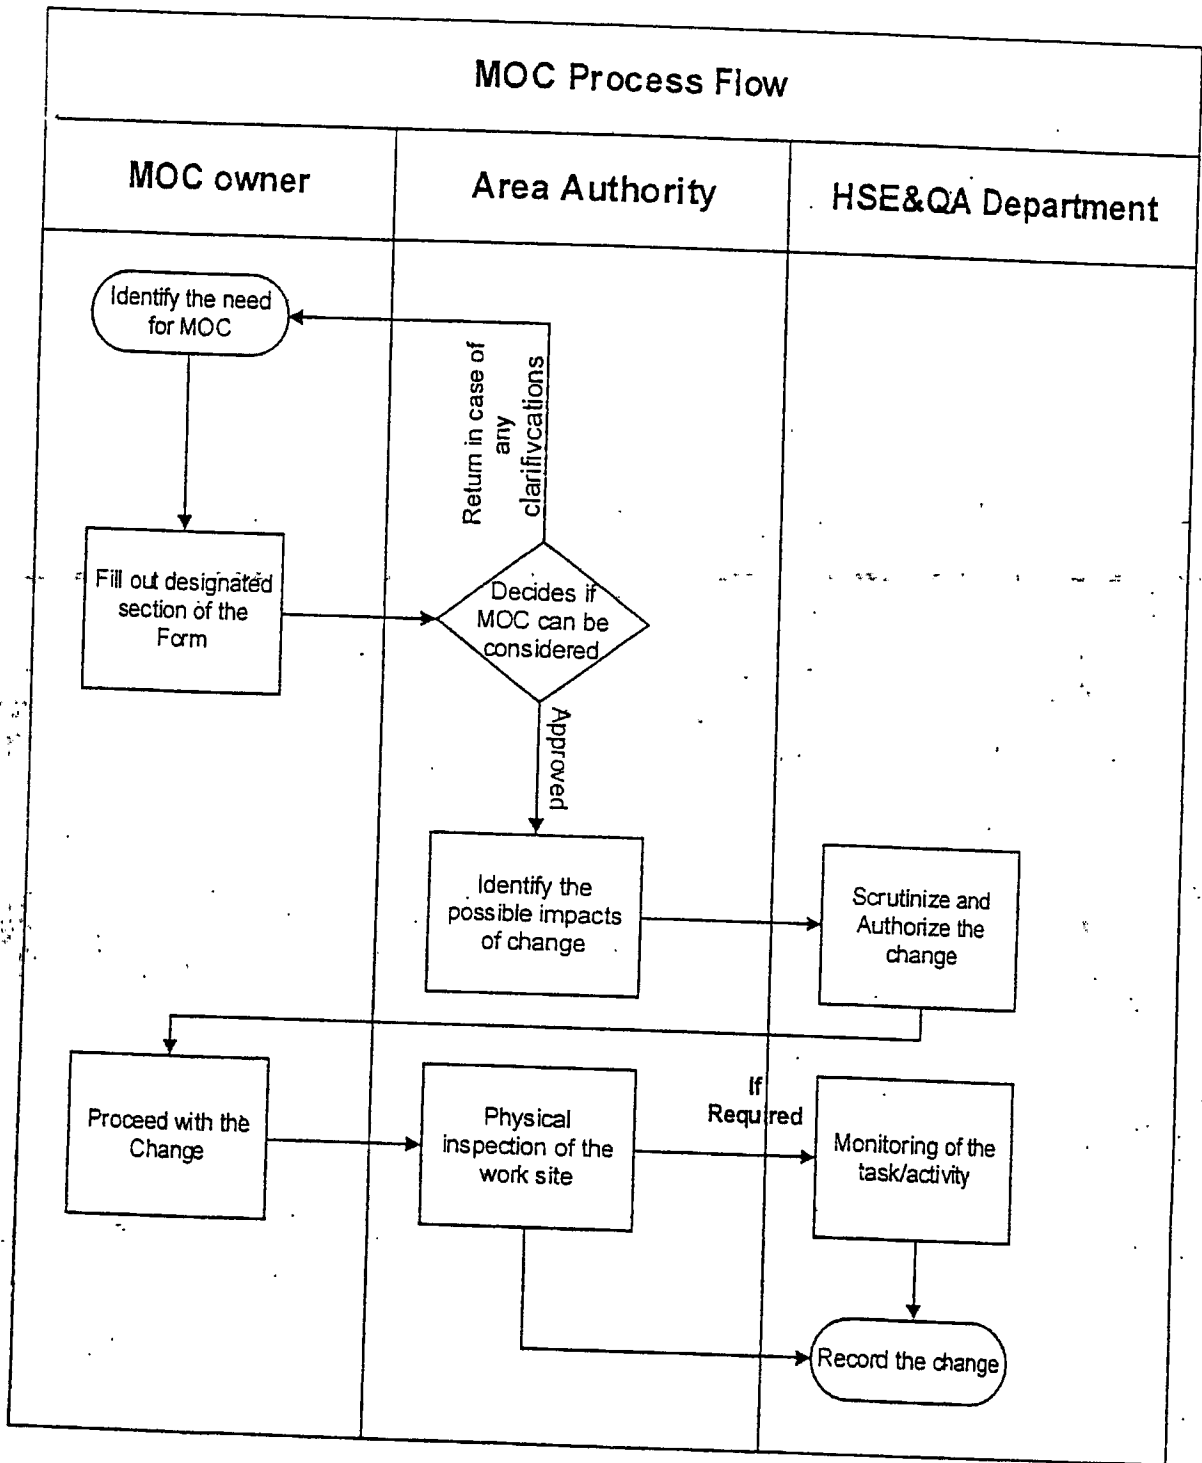 MOC Process Flow
MOC owner
Area Authority
HSE&QA Department
Identify the need
for MOC
Return in case of
any
clarifivcations
Fill out designated
section of the
Form
Decides if
MOC can be
considered
Approved
Identify the
possible impacts
of change
Scrutinize and
Authorize the
change
Proceed with the
Change
Physical
inspection of the
work site
If
Required
Monitoring of the
task/activity
Record the change